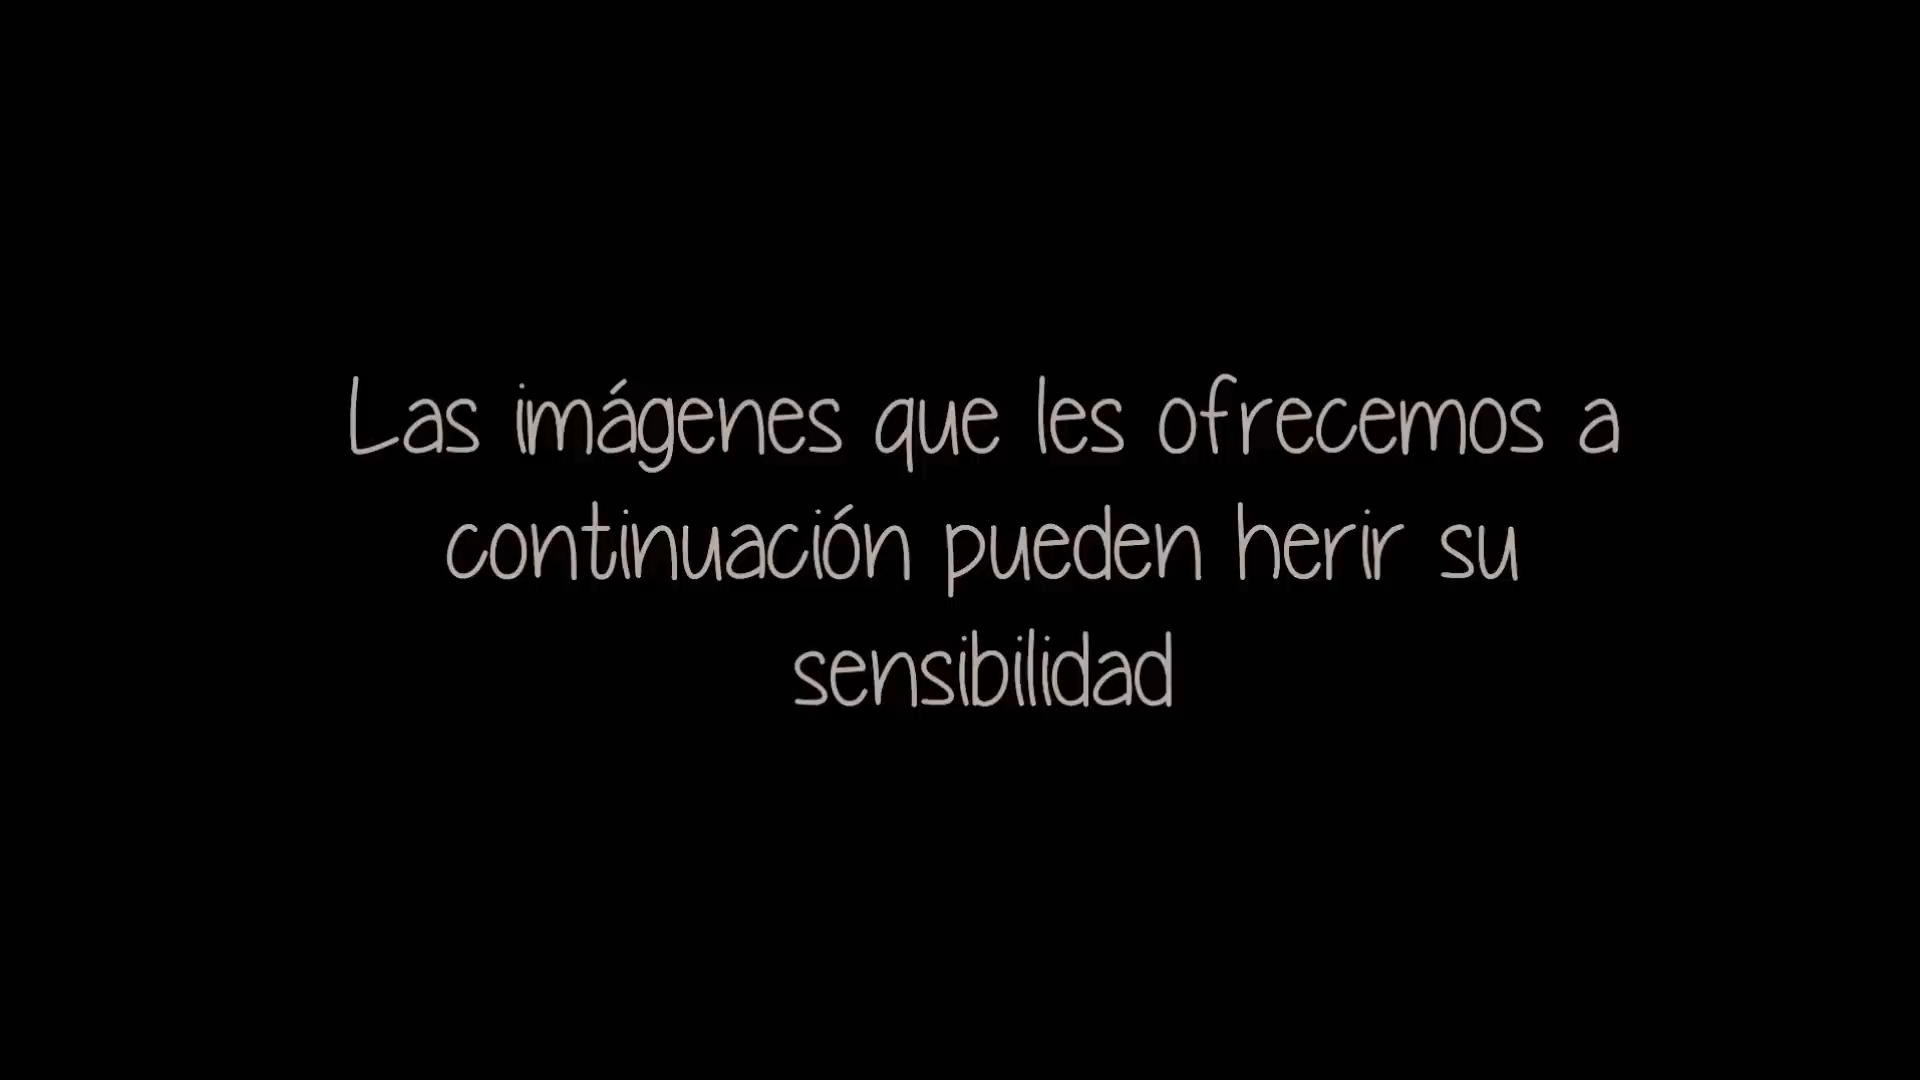 Las imágenes que les ofrecemos a
continuación pueden herir su
sensibilidad